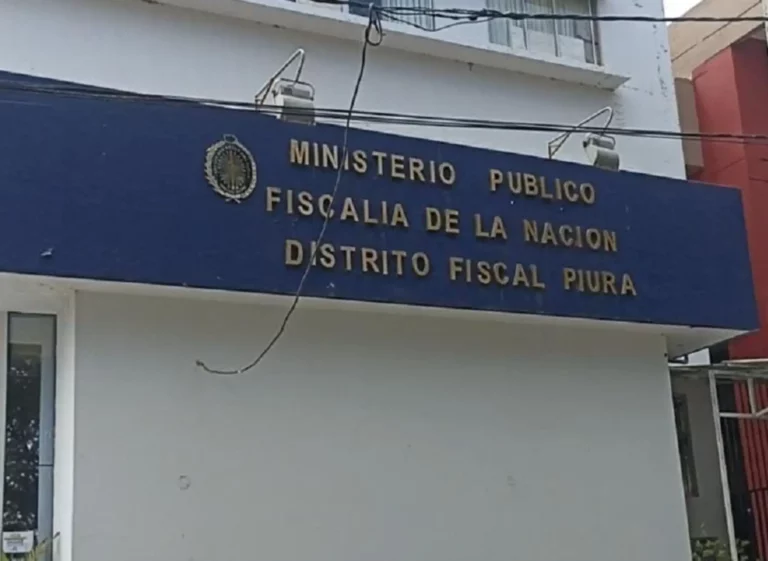 MINISTERIO PUBLICO
FISCALIA DE LA NACION
DISTRITO FISCAL PIURA